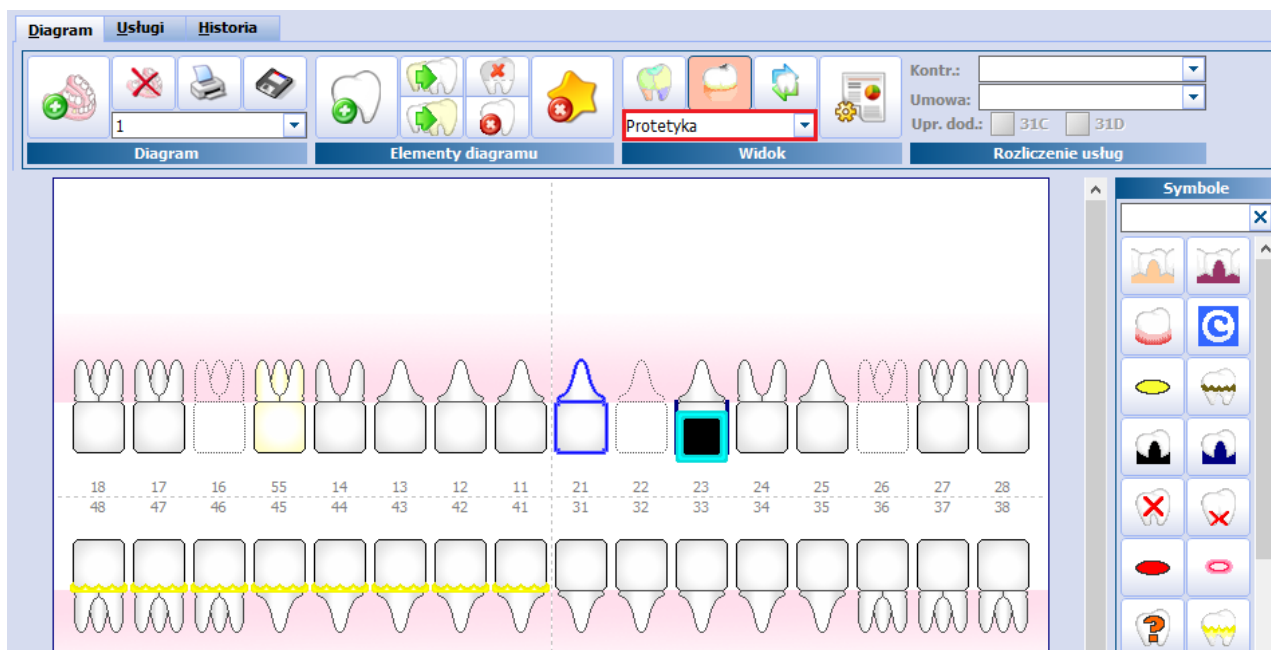 Diagram Usługi Historia
Kontr.:
Umowa:
1 Protetyka Upr. dod.: 31C 31D
Diagram Elementy diagramu Widok Rozliczenie usług
Symbole
18 17 16 55 14 13 12 11 21 22 23 24 25 26 27 28
48 47 46 45 44 43 42 41 31 32 33 34 35 36 37 38